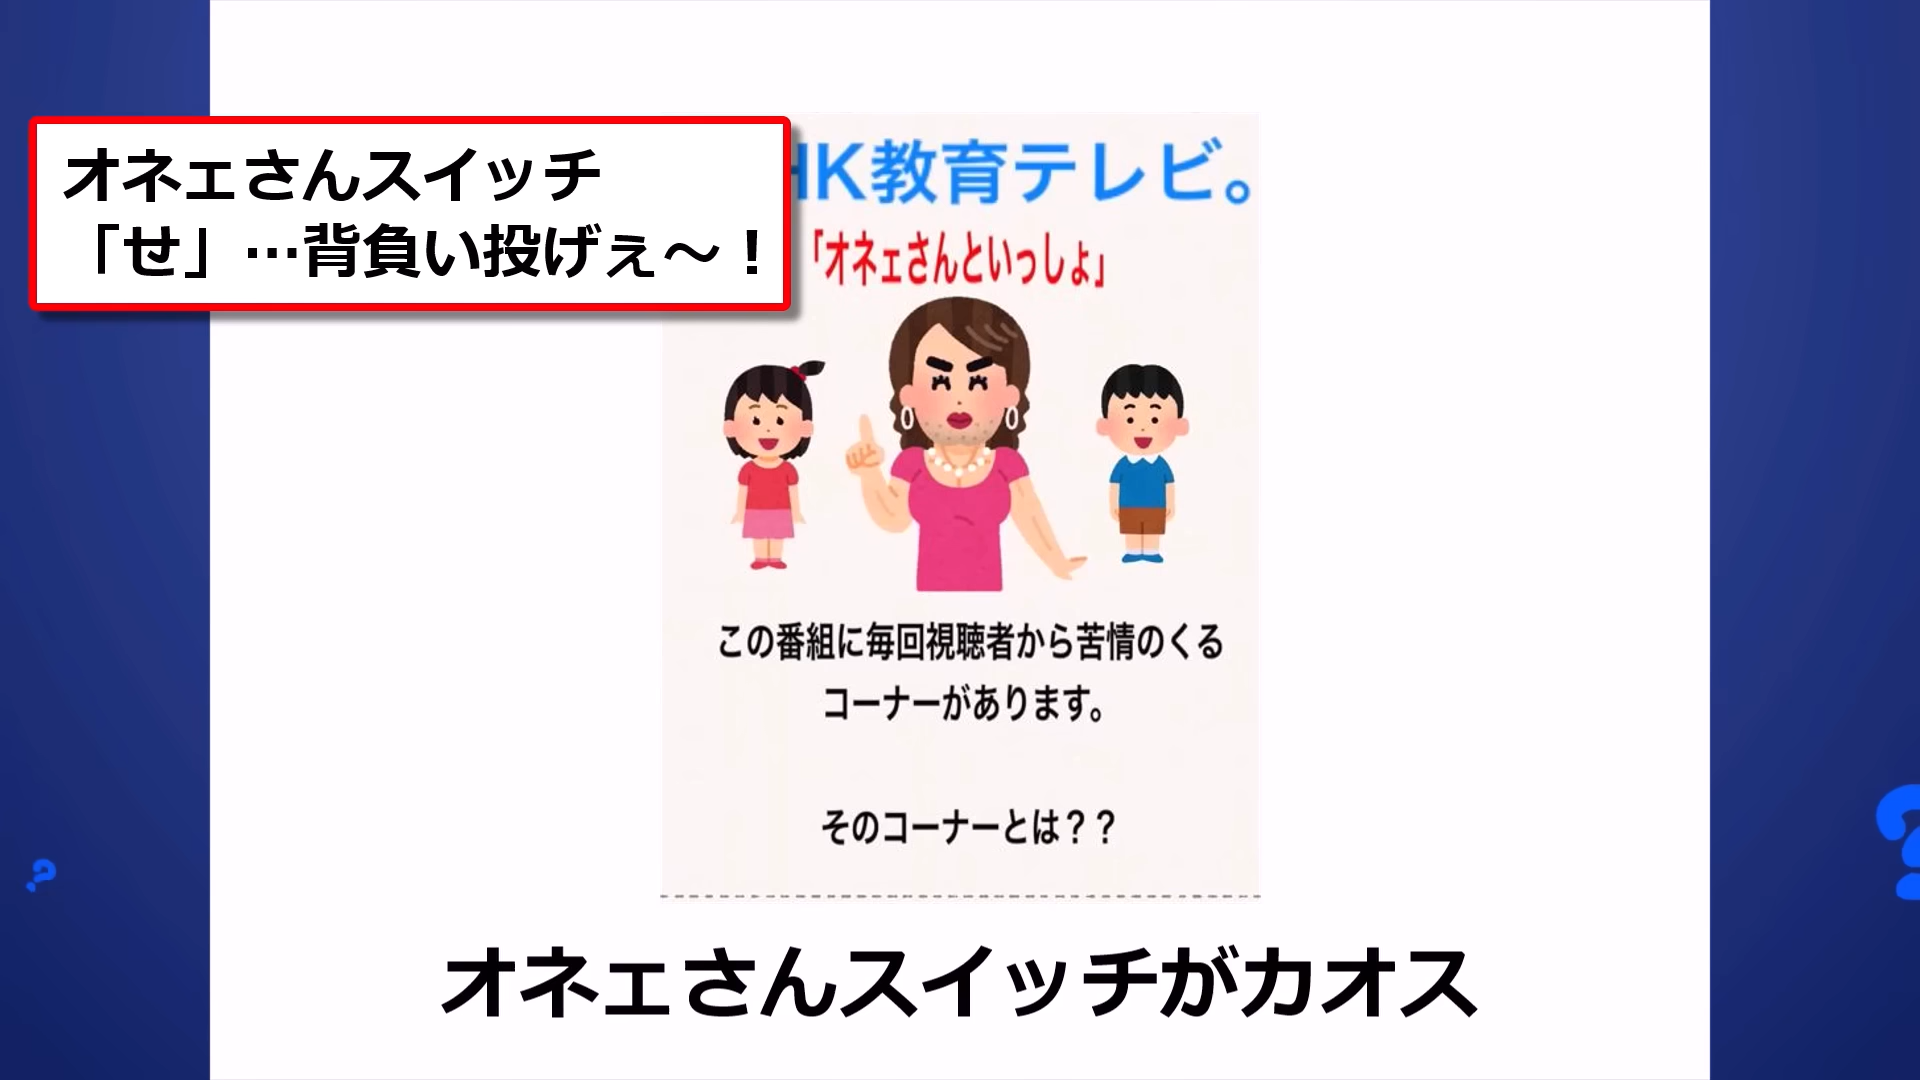 オネェさんスイッチ
「せ」…背負い投げぇ～！
HK教育テレビ。
「オネェさんといっしょ」
この番組に毎回視聴者から苦情のくる
コーナーがあります。
そのコーナーとは？？
オネェさんスイッチがカオス